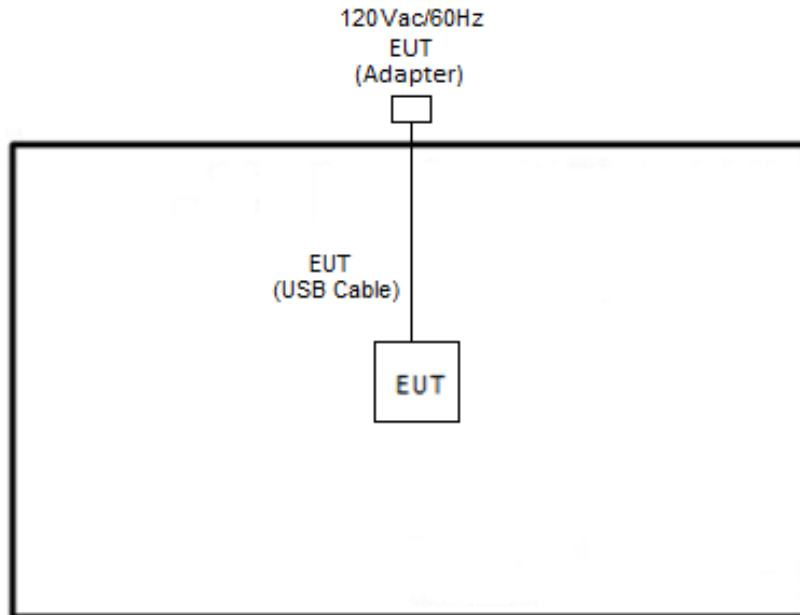 120Vac/60Hz
EUT
(Adapter)
EUT
(USB Cable)
EUT